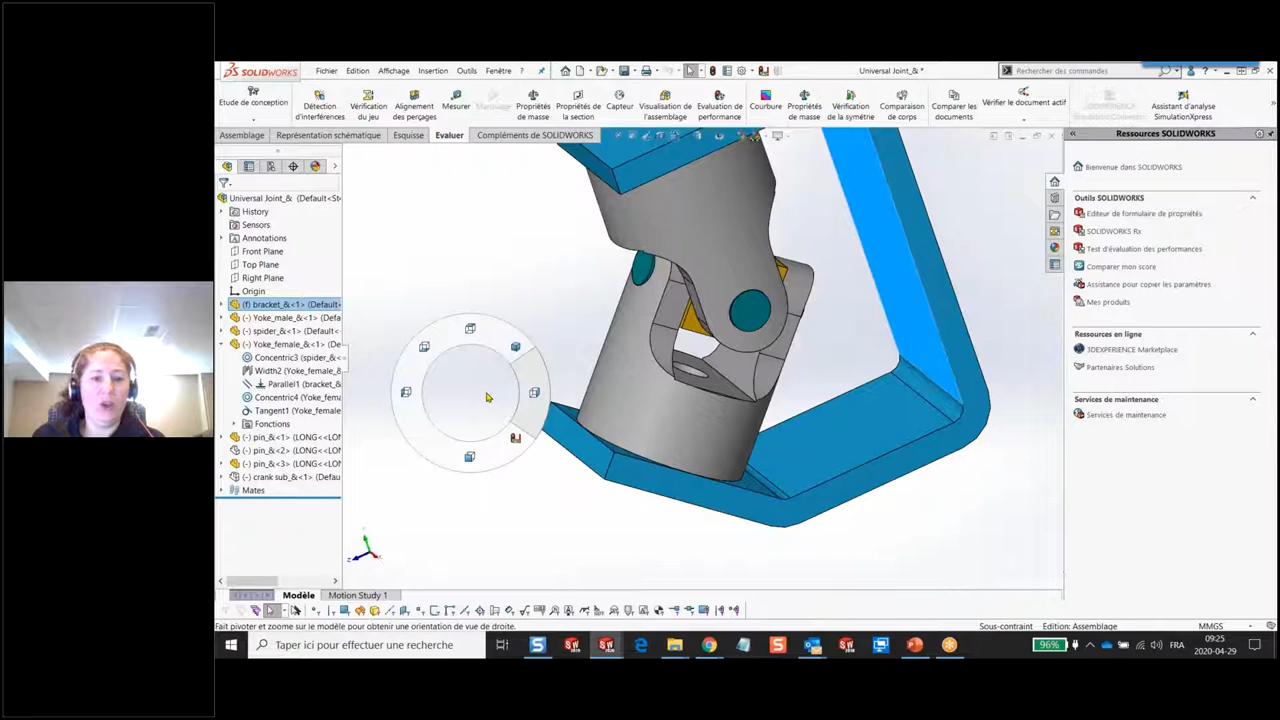 SOLIDWORKS
Fichier Edition Affichage Insertion Outils Fenêtre
Universal Joint_& *
Rechercher des commandes
Etude de conception
Détection d'interférences
Vérification du jeu
Alignement des perçages
Mesurer
Propriétés de masse
Propriétés de la section
Capteur
Visualisation de l'assemblage
Evaluation de performance
Courbure
Propriétés de masse
Vérification de la symétrie
Comparaison de corps
Comparer les documents
Vérifier le document actif
Assistant d'analyse SimulationXpress
Assemblage Représentation schématique Esquisse Evaluer Compléments de SOLIDWORKS
Ressources SOLIDWORKS
Universal Joint_& (Default<St
History
Sensors
Annotations
Front Plane
Top Plane
Right Plane
Origin
(f) bracket_&<1> (Default
(-) Yoke_male_&<1> (Def
(-) spider_&<1> (Default<
(-) Yoke_female_&<1> (D
Concentric3 (spider_&<
Width2 (Yoke_female_
Parallel1 (bracket_&
Concentric4 (Yoke_fem
Tangent1 (Yoke_female
Fonctions
(-) pin_&<1> (LONG<<LON
(-) pin_&<2> (LONG<<LON
(-) pin_&<3> (LONG<<LON
(-) crank sub_&<1> (Defau
Mates
Bienvenue dans SOLIDWORKS
Outils SOLIDWORKS
Editeur de formulaire de propriétés
SOLIDWORKS Rx
Test d'évaluation des performances
Comparer mon score
Assistance pour copier les paramètres
Mes produits
Ressources en ligne
3DEXPERIENCE Marketplace
Partenaires Solutions
Services de maintenance
Services de maintenance
Modèle Motion Study 1
Fait pivoter et zoome sur le modèle pour obtenir une orientation de vue de droite.
Sous-contraint Edition: Assemblage MMGS
Taper ici pour effectuer une recherche
96%
FRA
09:25
2020-04-29